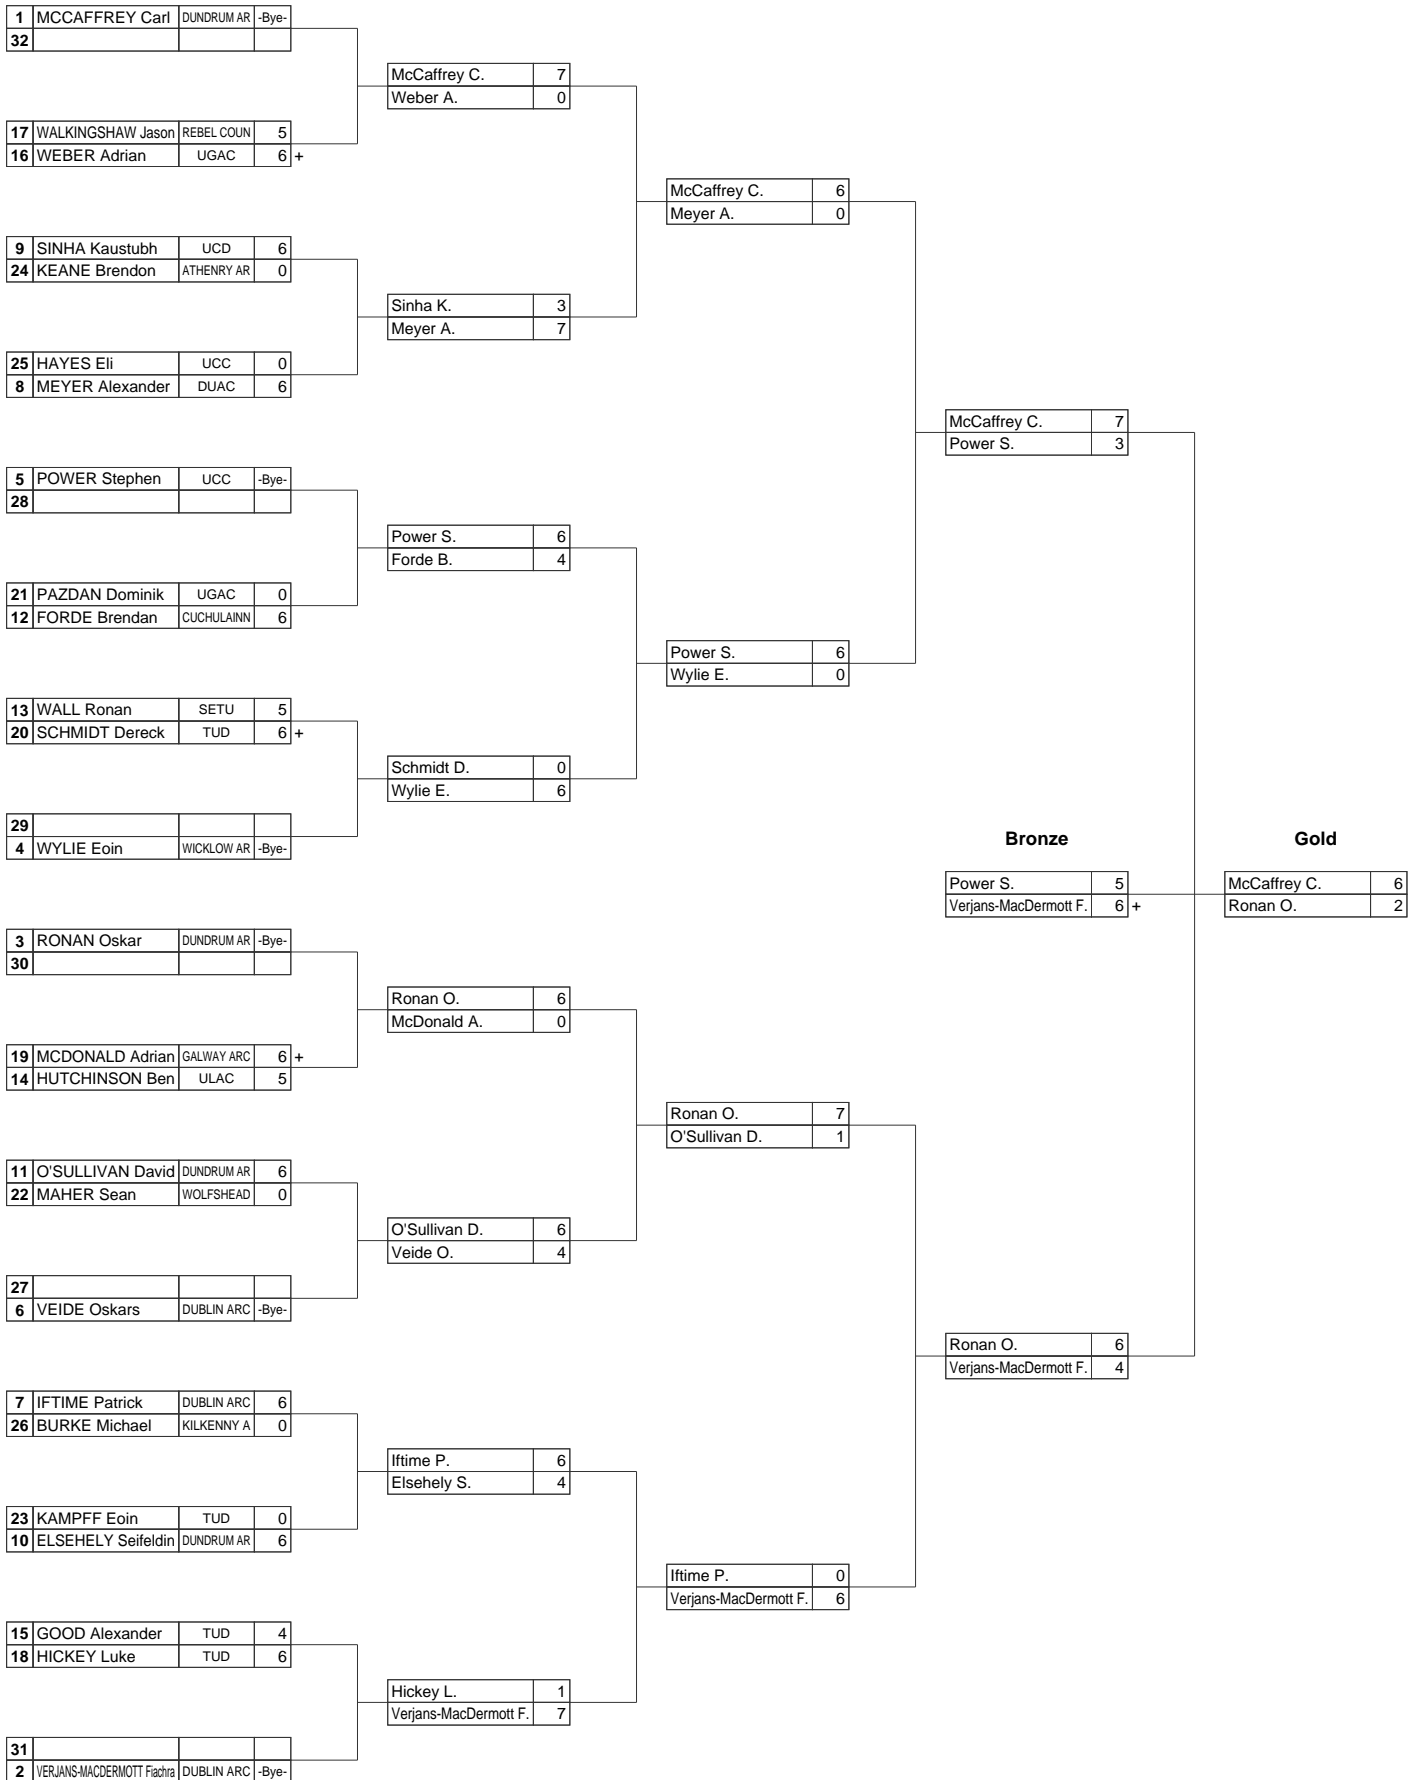 1 MCCAFFREY Carl DUNDRUM AR -Bye-
32
17 WALKINGSHAW Jason REBEL COUN 5
16 WEBER Adrian UGAC 6 +
9 SINHA Kaustubh UCD 6
24 KEANE Brendon ATHENRY AR 0
25 HAYES Eli UCC 0
8 MEYER Alexander DUAC 6
5 POWER Stephen UCC -Bye-
28
21 PAZDAN Dominik UGAC 0
12 FORDE Brendan CUCHULAINN 6
13 WALL Ronan SETU 5
20 SCHMIDT Dereck TUD 6 +
29
4 WYLIE Eoin WICKLOW AR -Bye-
3 RONAN Oskar DUNDRUM AR -Bye-
30
19 MCDONALD Adrian GALWAY ARC 6 +
14 HUTCHINSON Ben ULAC 5
11 O'SULLIVAN David DUNDRUM AR 6
22 MAHER Sean WOLFSHEAD 0
27
6 VEIDE Oskars DUBLIN ARC -Bye-
7 IFTIME Patrick DUBLIN ARC 6
26 BURKE Michael KILKENNY A 0
23 KAMPFF Eoin TUD 0
10 ELSEHELY Seifeldin DUNDRUM AR 6
15 GOOD Alexander TUD 4
18 HICKEY Luke TUD 6
31
2 VERJANS-MACDERMOTT Fiachra DUBLIN ARC -Bye-
McCaffrey C. 7
Weber A. 0
Sinha K. 3
Meyer A. 7
Power S. 6
Forde B. 4
Schmidt D. 0
Wylie E. 6
Ronan O. 6
McDonald A. 0
O'Sullivan D. 6
Veide O. 4
Iftime P. 6
Elsehely S. 4
Hickey L. 1
Verjans-MacDermott F. 7
McCaffrey C. 6
Meyer A. 0
Power S. 6
Wylie E. 0
Ronan O. 7
O'Sullivan D. 1
Iftime P. 0
Verjans-MacDermott F. 6
McCaffrey C. 7
Power S. 3
Ronan O. 6
Verjans-MacDermott F. 4
Bronze
Power S. 5
Verjans-MacDermott F. 6 +
Gold
McCaffrey C. 6
Ronan O. 2